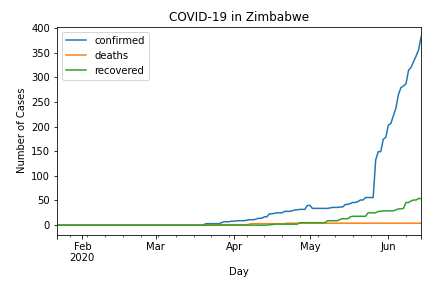 COVID-19 in Zimbabwe
400
350
300
250
200
150
100
50
0
Number of Cases
confirmed
deaths
recovered
Feb
2020
Mar
Apr
May
Jun
Day